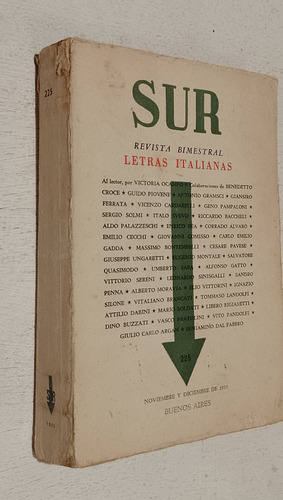 SUR
REVISTA BIMESTRAL
LETRAS ITALIANAS
Al lector, por VICTORIA OCAMPO ★ Colaboraciones de BENEDETTO
CROCE ★ GUIDO PIOVENE ★ ANTONIO GRAMSCI ★ GIANSIRO
FERRATA ★ VICENZO CARDARELLI ★ GENO PAMPALONI ★
SERGIO SOLMI ★ ITALO SVEVO ★ RICCARDO BACCHELLI ★
ALDO PALAZZESCHI ★ ENRICO PEA ★ CORRADO ALVARO ★
EMILIO CECCHI ★ GIOVANNI COMISSO ★ CARLO EMILIO
GADDA ★ MASSIMO BONTEMPELLI ★ CESARE PAVESE ★
GIUSEPPE UNGARETTI ★ EUGENIO MONTALE ★ SALVATORE
QUASIMODO ★ UMBERTO SABA ★ ALFONSO GATTO ★
VITTORIO SERENI ★ LEONARDO SINISGALLI ★ SANDRO
PENNA ★ ALBERTO MORAVIA ★ ELIO VITTORINI ★ IGNAZIO
SILONE ★ VITALIANO BRANCATI ★ TOMMASO LANDOLFI ★
ATTILIO DARINI ★ MARIO SOLDATI ★ LIBERO BIGIARETTI ★
DINO BUZZATI ★ VASCO PRATOLINI ★ VITO PANDOLFI ★
GIULIO CARLO ARGAN ★ BENIAMINO DAL FABBRO
225
NOVIEMBRE Y DICIEMBRE DE 1953
BUENOS AIRES
225
1953